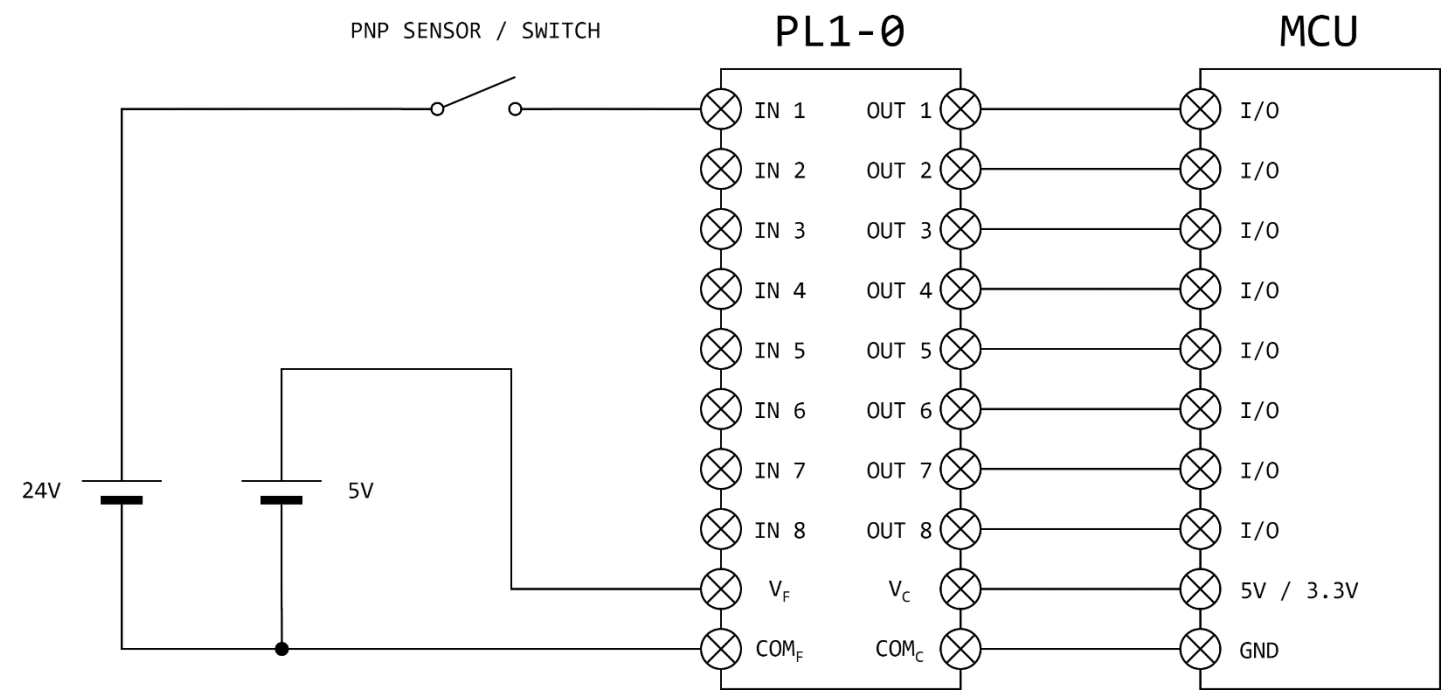 PNP SENSOR / SWITCH
PL1-0
MCU
IN 1 OUT 1 I/O
IN 2 OUT 2 I/O
IN 3 OUT 3 I/O
IN 4 OUT 4 I/O
IN 5 OUT 5 I/O
IN 6 OUT 6 I/O
24V 5V IN 7 OUT 7 I/O
IN 8 OUT 8 I/O
VF VC 5V / 3.3V
COMF COMC GND